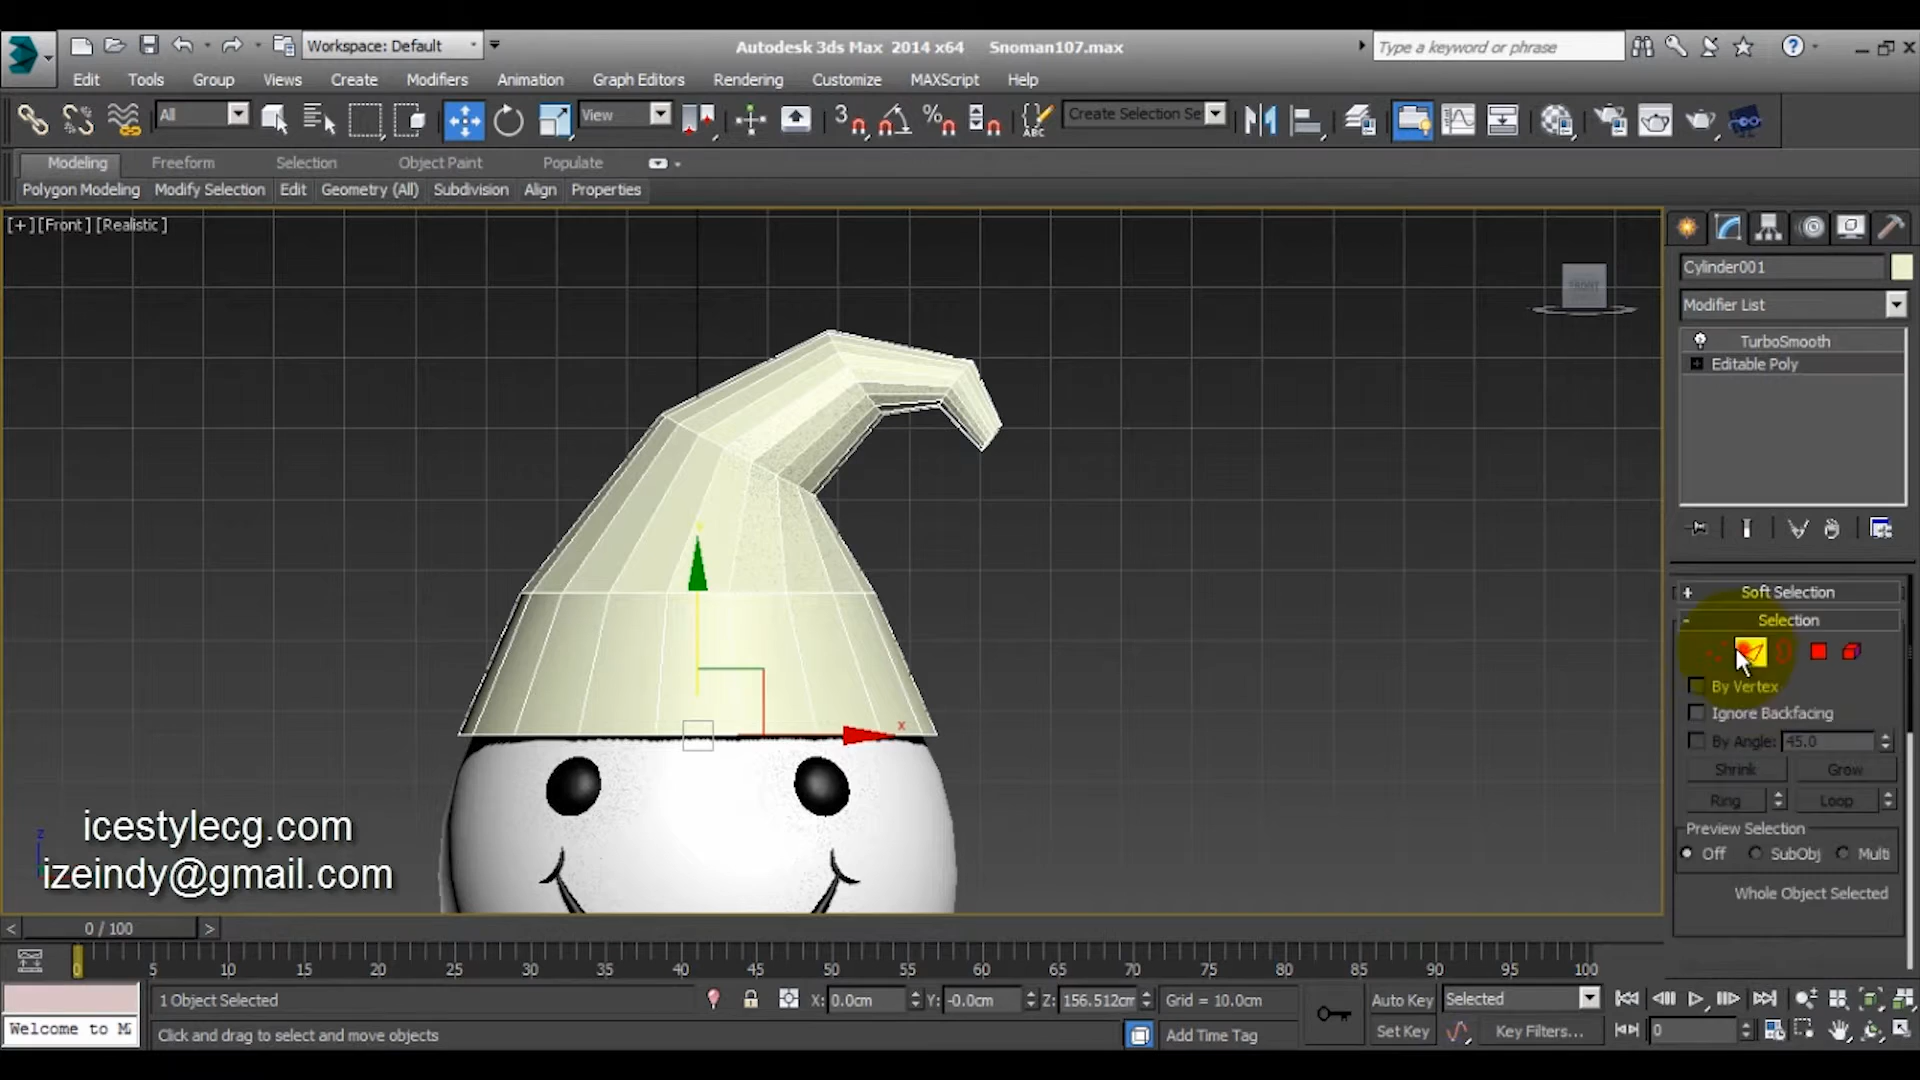 Workspace: Default
Autodesk 3ds Max 2014 x64 Snoman107.max
Type a keyword or phrase
Edit Tools Group Views Create Modifiers Animation Graph Editors Rendering Customize MAXScript Help
All View 3 % ABC Create Selection Se
Modeling Freeform Selection Object Paint Populate
Polygon Modeling Modify Selection Edit Geometry (All) Subdivision Align Properties
[+][Front][Realistic]
FRONT
Cylinder001
Modifier List
TurboSmooth
Editable Poly
Soft Selection
Selection
By Vertex
Ignore Backfacing
By Angle: 45.0
Shrink Grow
Ring Loop
Preview Selection
Off SubObj Multi
Whole Object Selected
x
z
icestylecg.com
izeindy@gmail.com
< 0 / 100 >
0 5 10 15 20 25 30 35 40 45 50 55 60 65 70 75 80 85 90 95 100
1 Object Selected X: 0.0cm Y: -0.0cm Z: 156.512cm Grid = 10.0cm Auto Key Selected
Welcome to M
Click and drag to select and move objects Add Time Tag Set Key Key Filters... 0